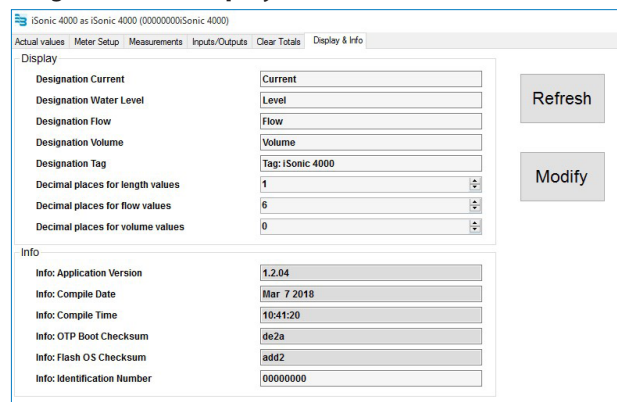 iSonic 4000 as iSonic 4000 (00000000iSonic 4000)
Actual values Meter Setup Measurements Inputs/Outputs Clear Totals Display & Info
Display
Designation Current Current
Designation Water Level Level
Designation Flow Flow
Designation Volume Volume
Designation Tag Tag: iSonic 4000
Decimal places for length values 1
Decimal places for flow values 6
Decimal places for volume values 0
Refresh
Modify
Info
Info: Application Version 1.2.04
Info: Compile Date Mar 7 2018
Info: Compile Time 10:41:20
Info: OTP Boot Checksum de2a
Info: Flash OS Checksum add2
Info: Identification Number 00000000